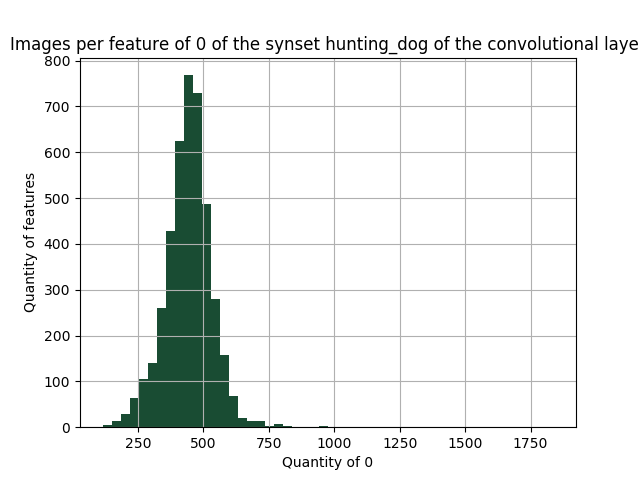 Images per feature of 0 of the synset hunting_dog of the convolutional laye
800
700
600
500
400
300
200
100
0
Quantity of features
250 500 750 1000 1250 1500 1750
Quantity of 0